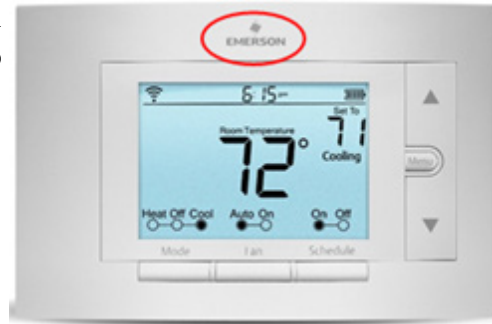 EMERSON
6:15 pm
Set To
71
Room Temperature
72°
Cooling
Menu
Heat Off Cool Auto On On Off
Mode Fan Schedule